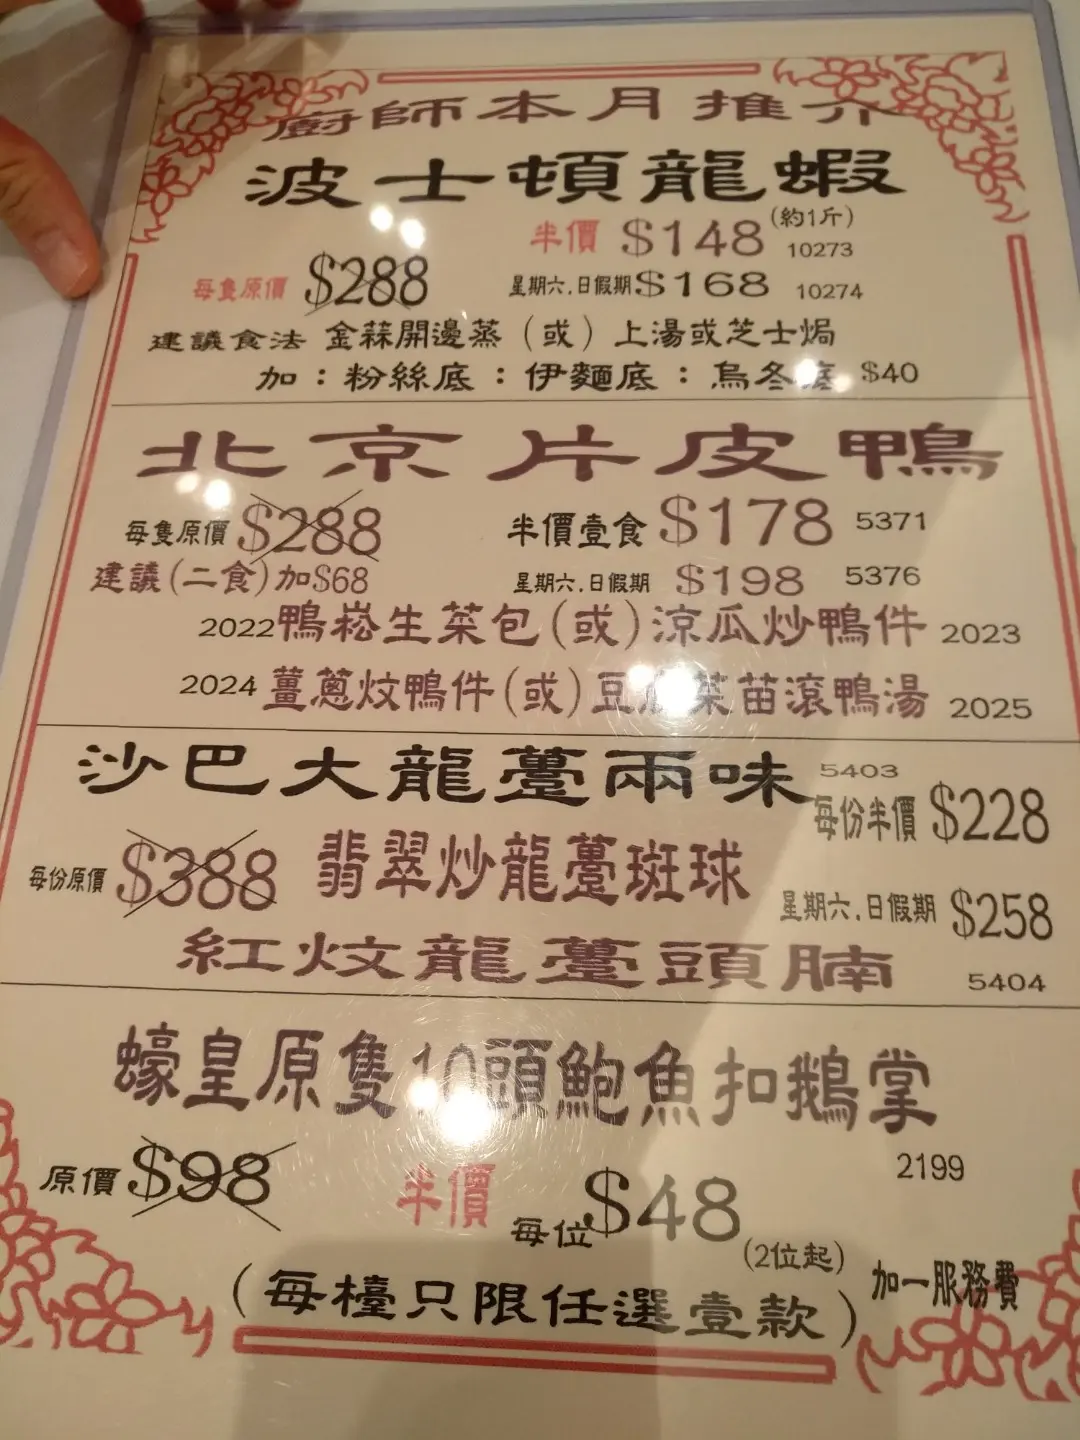 廚師本月推介
波士頓龍蝦
半價 $148 (約1斤) 10273
每隻原價 $288 星期六.日假期 $168 10274
建議食法 金蒜開邊蒸 (或) 上湯或芝士焗
加：粉絲底：伊麵底：烏冬底 $40
北京片皮鴨
每隻原價 $288 半價壹食 $178 5371
建議(二食)加$68 星期六.日假期 $198 5376
2022 鴨崧生菜包(或)涼瓜炒鴨件 2023
2024 薑蔥炆鴨件(或)豆腐菜苗滾鴨湯 2025
沙巴大龍躉兩味 5403
每份半價 $228
每份原價 $388 翡翠炒龍躉斑球
星期六.日假期 $258
紅炆龍躉頭腩 5404
蠔皇原隻10頭鮑魚扣鵝掌
2199
原價 $98 半價 每位 $48
(2位起)
(每檯只限任選壹款) 加一服務費